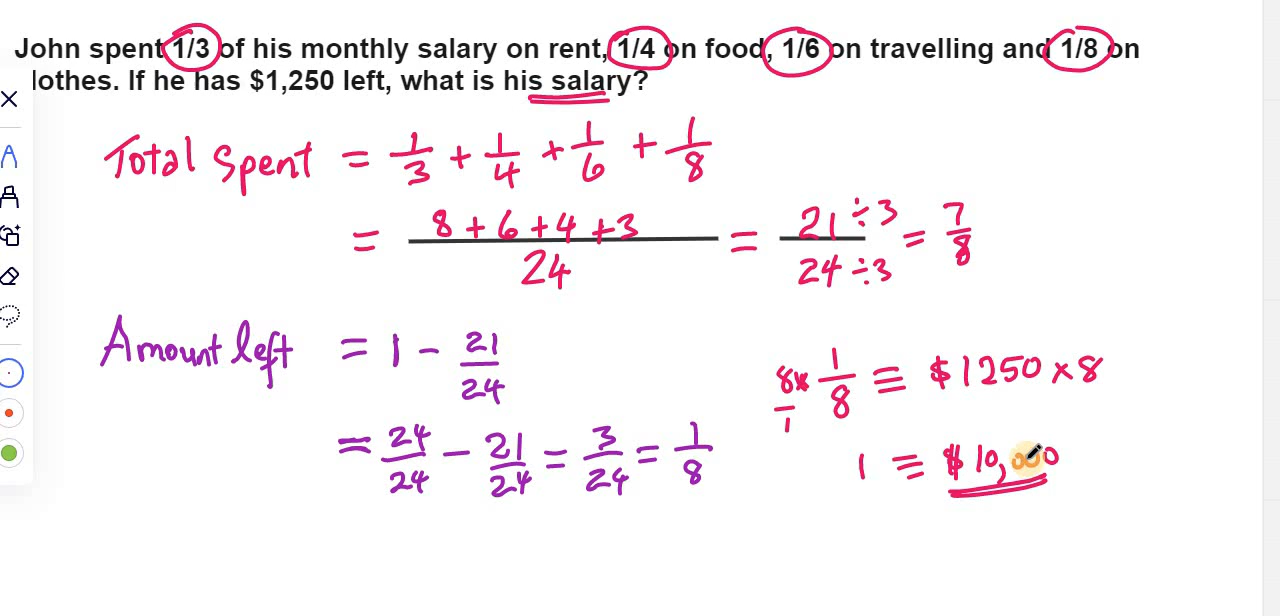 John spent 1/3 of his monthly salary on rent, 1/4 on food, 1/6 on travelling and 1/8 on
lothes. If he has $1,250 left, what is his salary?
Total Spent = 1/3 + 1/4 + 1/6 + 1/8
= (8 + 6 + 4 + 3)/24 = (21 ÷ 3)/(24 ÷ 3) = 7/8
Amount left = 1 - 21/24
= 24/24 - 21/24 = 3/24 = 1/8
8/1 × 1/8 ≡ $1250 × 8
1 ≡ $10,000